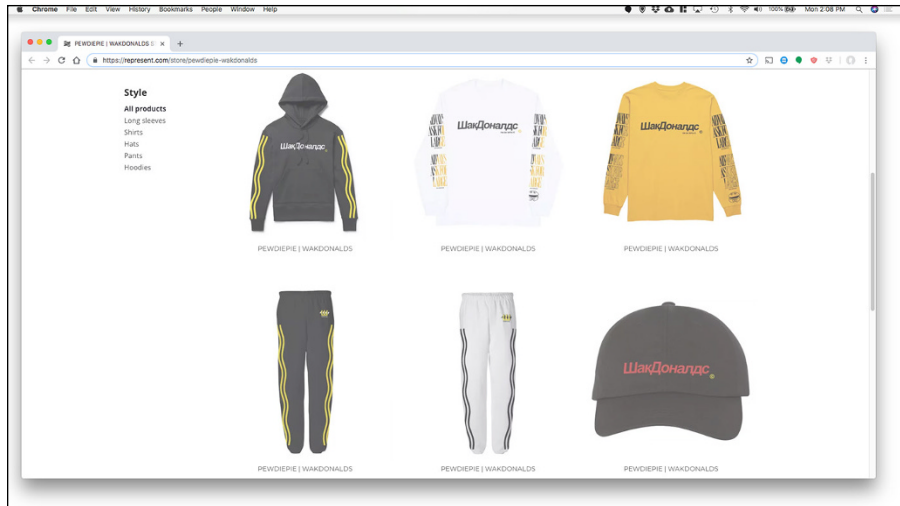 Chrome File Edit View History Bookmarks People Window Help
100% Mon 2:08 PM
PEWDIEPIE | WAKDONALDS
https://represent.com/store/pewdiepie-wakdonalds
Style
All products
Long sleeves
Shirts
Hats
Pants
Hoodies
ШакДоналдс
ШакДоналдс
ШакДоналдс
PEWDIEPIE | WAKDONALDS
PEWDIEPIE | WAKDONALDS
PEWDIEPIE | WAKDONALDS
ШакДоналдс
PEWDIEPIE | WAKDONALDS
PEWDIEPIE | WAKDONALDS
PEWDIEPIE | WAKDONALDS